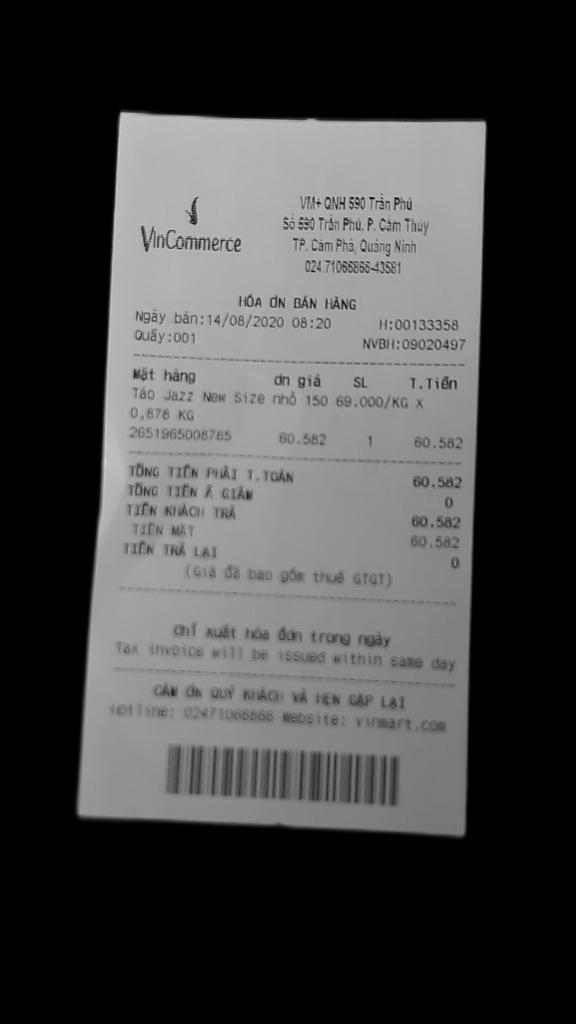 VinCommerce
VM+ QNH 590 Trần Phú
Số 590 Trần Phú, P. Cẩm Thủy
TP. Cẩm Phả, Quảng Ninh
024.71066866-43581
HÓA ƠN BÁN HÀNG
Ngày bán:14/08/2020 08:20 H:00133358
Quầy:001 NVBH:09020497
Mặt hàng ơn giá SL T.Tiền
Táo Jazz New Size nhỏ 150 69.000/KG X
0,878 KG
2651965008785 60.582 1 60.582
TỔNG TIỀN PHẢI T.TOÁN 60.582
TỔNG TIỀN Ã GIẢM 0
TIỀN KHÁCH TRẢ 60.582
TIỀN MẶT 60.582
TIỀN TRẢ LẠI 0
(Giá đã bao gồm thuế GTGT)
Chỉ xuất hóa đơn trong ngày
Tax invoice will be issued within same day
CẢM ƠN QUÝ KHÁCH VÀ HẸN GẶP LẠI
Hotline: 02471066866 Website: vinmart.com